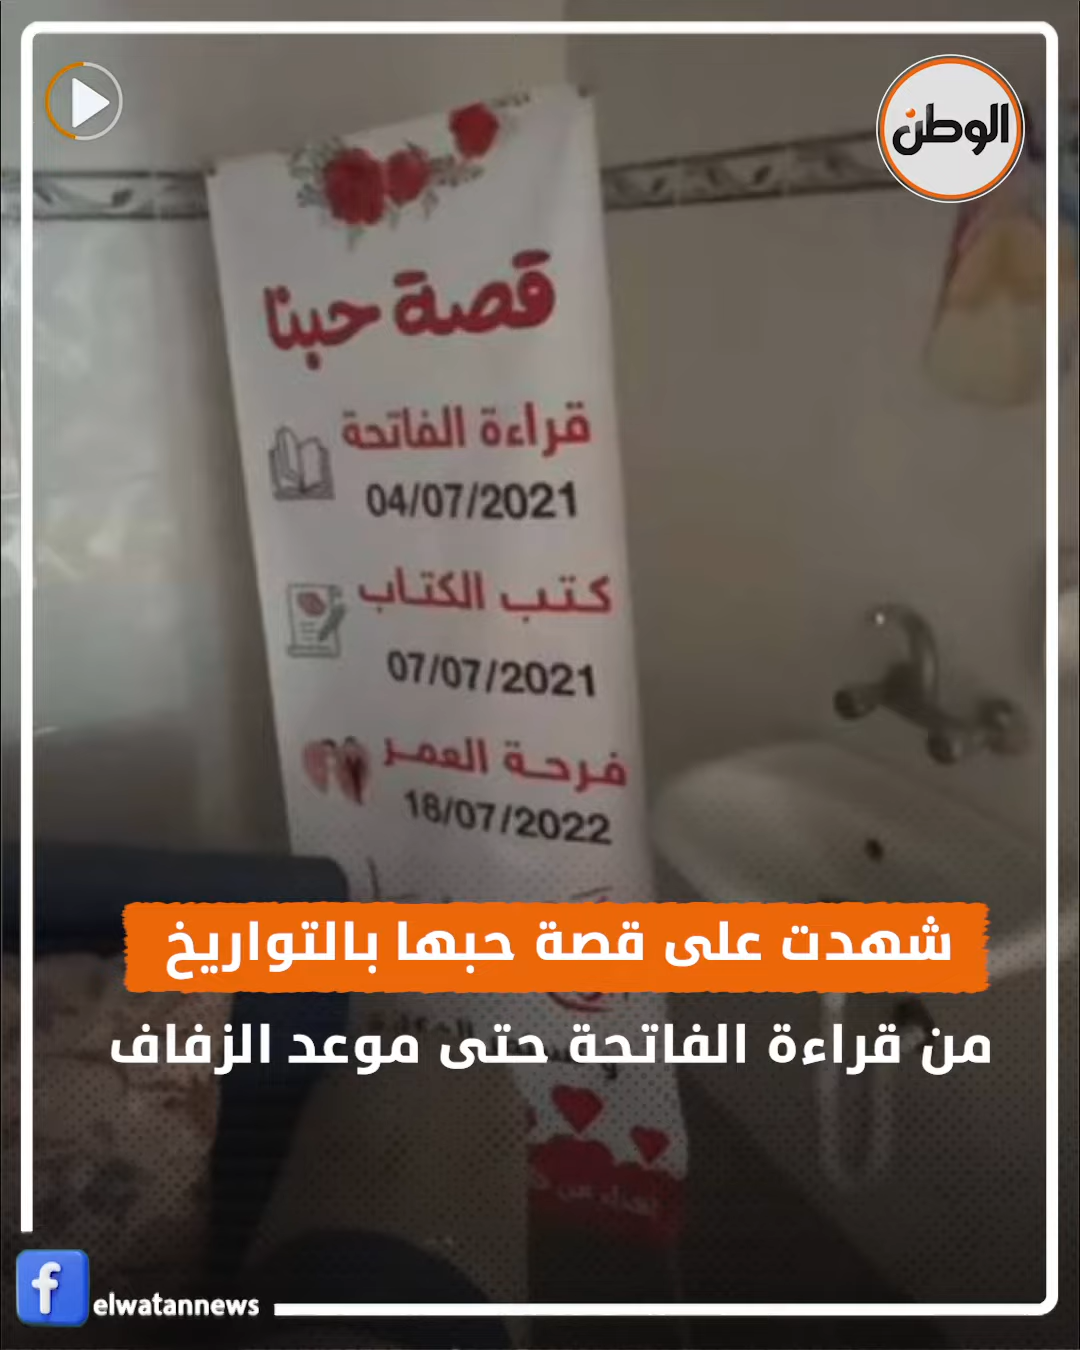 الوطن
قصة حبنا
قراءة الفاتحة
04/07/2021
كتب الكتاب
07/07/2021
فرحة العمر
18/07/2022
شهدت على قصة حبها بالتواريخ
من قراءة الفاتحة حتى موعد الزفاف
elwatannews